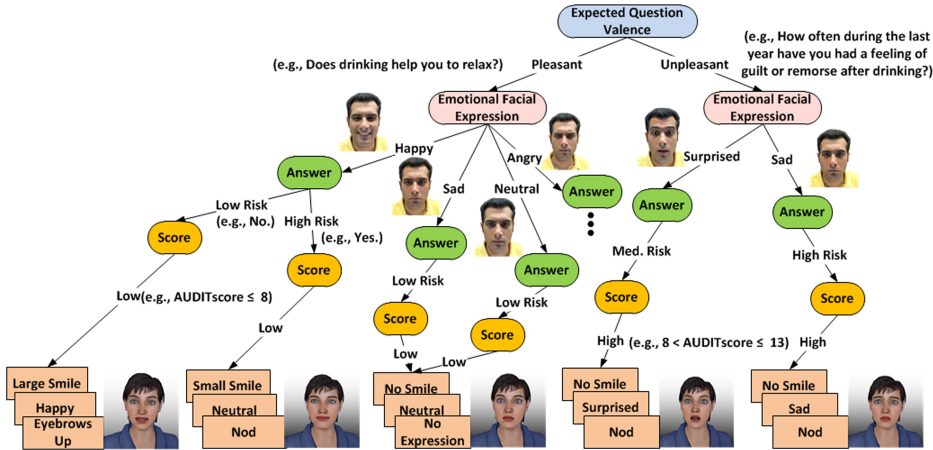 Expected Question
Valence
(e.g., How often during the last
year have you had a feeling of
guilt or remorse after drinking?)
(e.g., Does drinking help you to relax?)
Pleasant
Unpleasant
Emotional Facial
Expression
Emotional Facial
Expression
Happy
Angry
Surprised
Sad
Answer
Sad
Neutral
Answer
Answer
Answer
Low Risk
(e.g., No.)
High Risk
(e.g., Yes.)
Score
Answer
Med. Risk
High Risk
Score
Answer
Low Risk
Low Risk
Score
Score
Low(e.g., AUDITscore ≤ 8)
Score
Score
Low
Low
Low
High (e.g., 8 < AUDITscore ≤ 13)
High
Large Smile
Happy
Eyebrows
Up
Small Smile
Neutral
Nod
No Smile
Neutral
No
Expression
No Smile
Surprised
Nod
No Smile
Sad
Nod